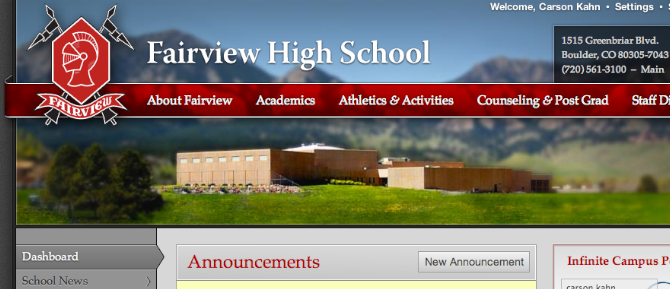 Welcome, Carson Kahn • Settings •
Fairview High School
1515 Greenbriar Blvd.
Boulder, CO 80305-7043
(720) 561-3100 – Main
FAIRVIEW
About Fairview Academics Athletics & Activities Counseling & Post Grad Staff Di
Dashboard
School News
Announcements
New Announcement
Infinite Campus P
carson kahn